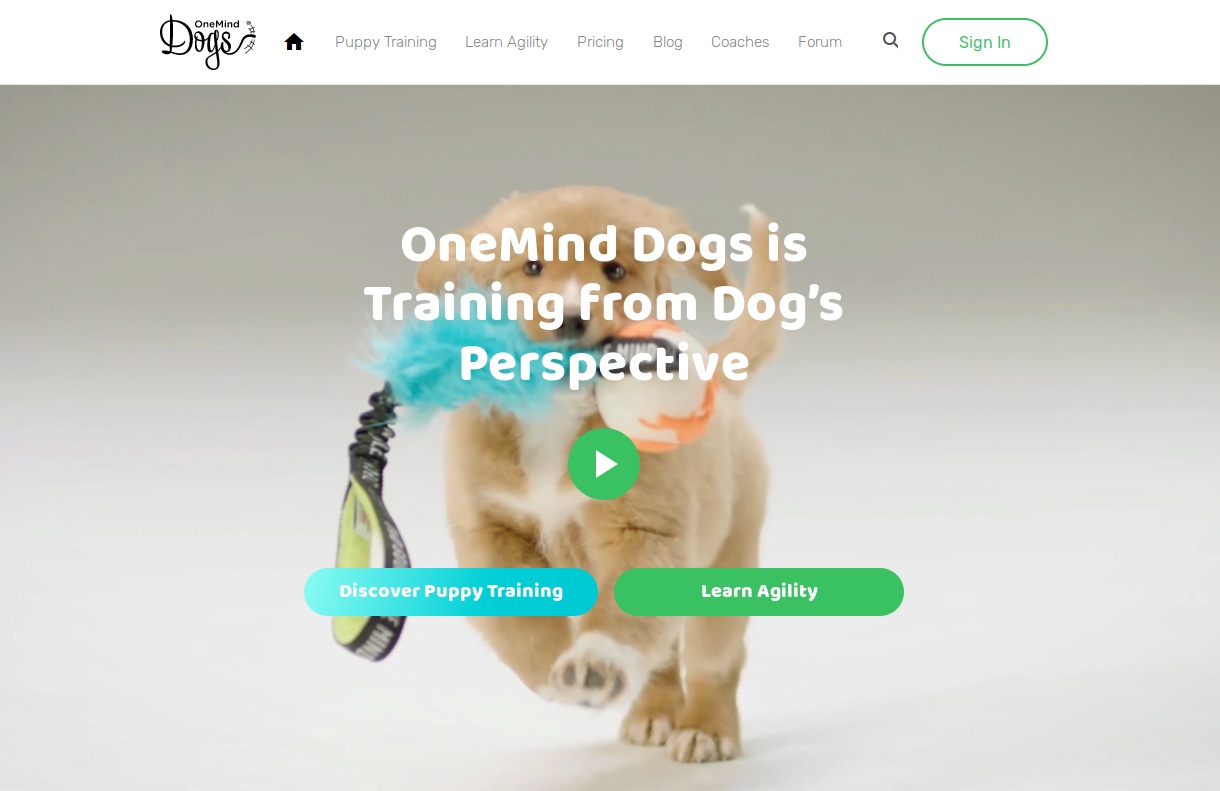 OneMind
Dogs
Puppy Training
Learn Agility
Pricing
Blog
Coaches
Forum
Sign In
OneMind Dogs is
Training from Dog's
Perspective
Discover Puppy Training
Learn Agility